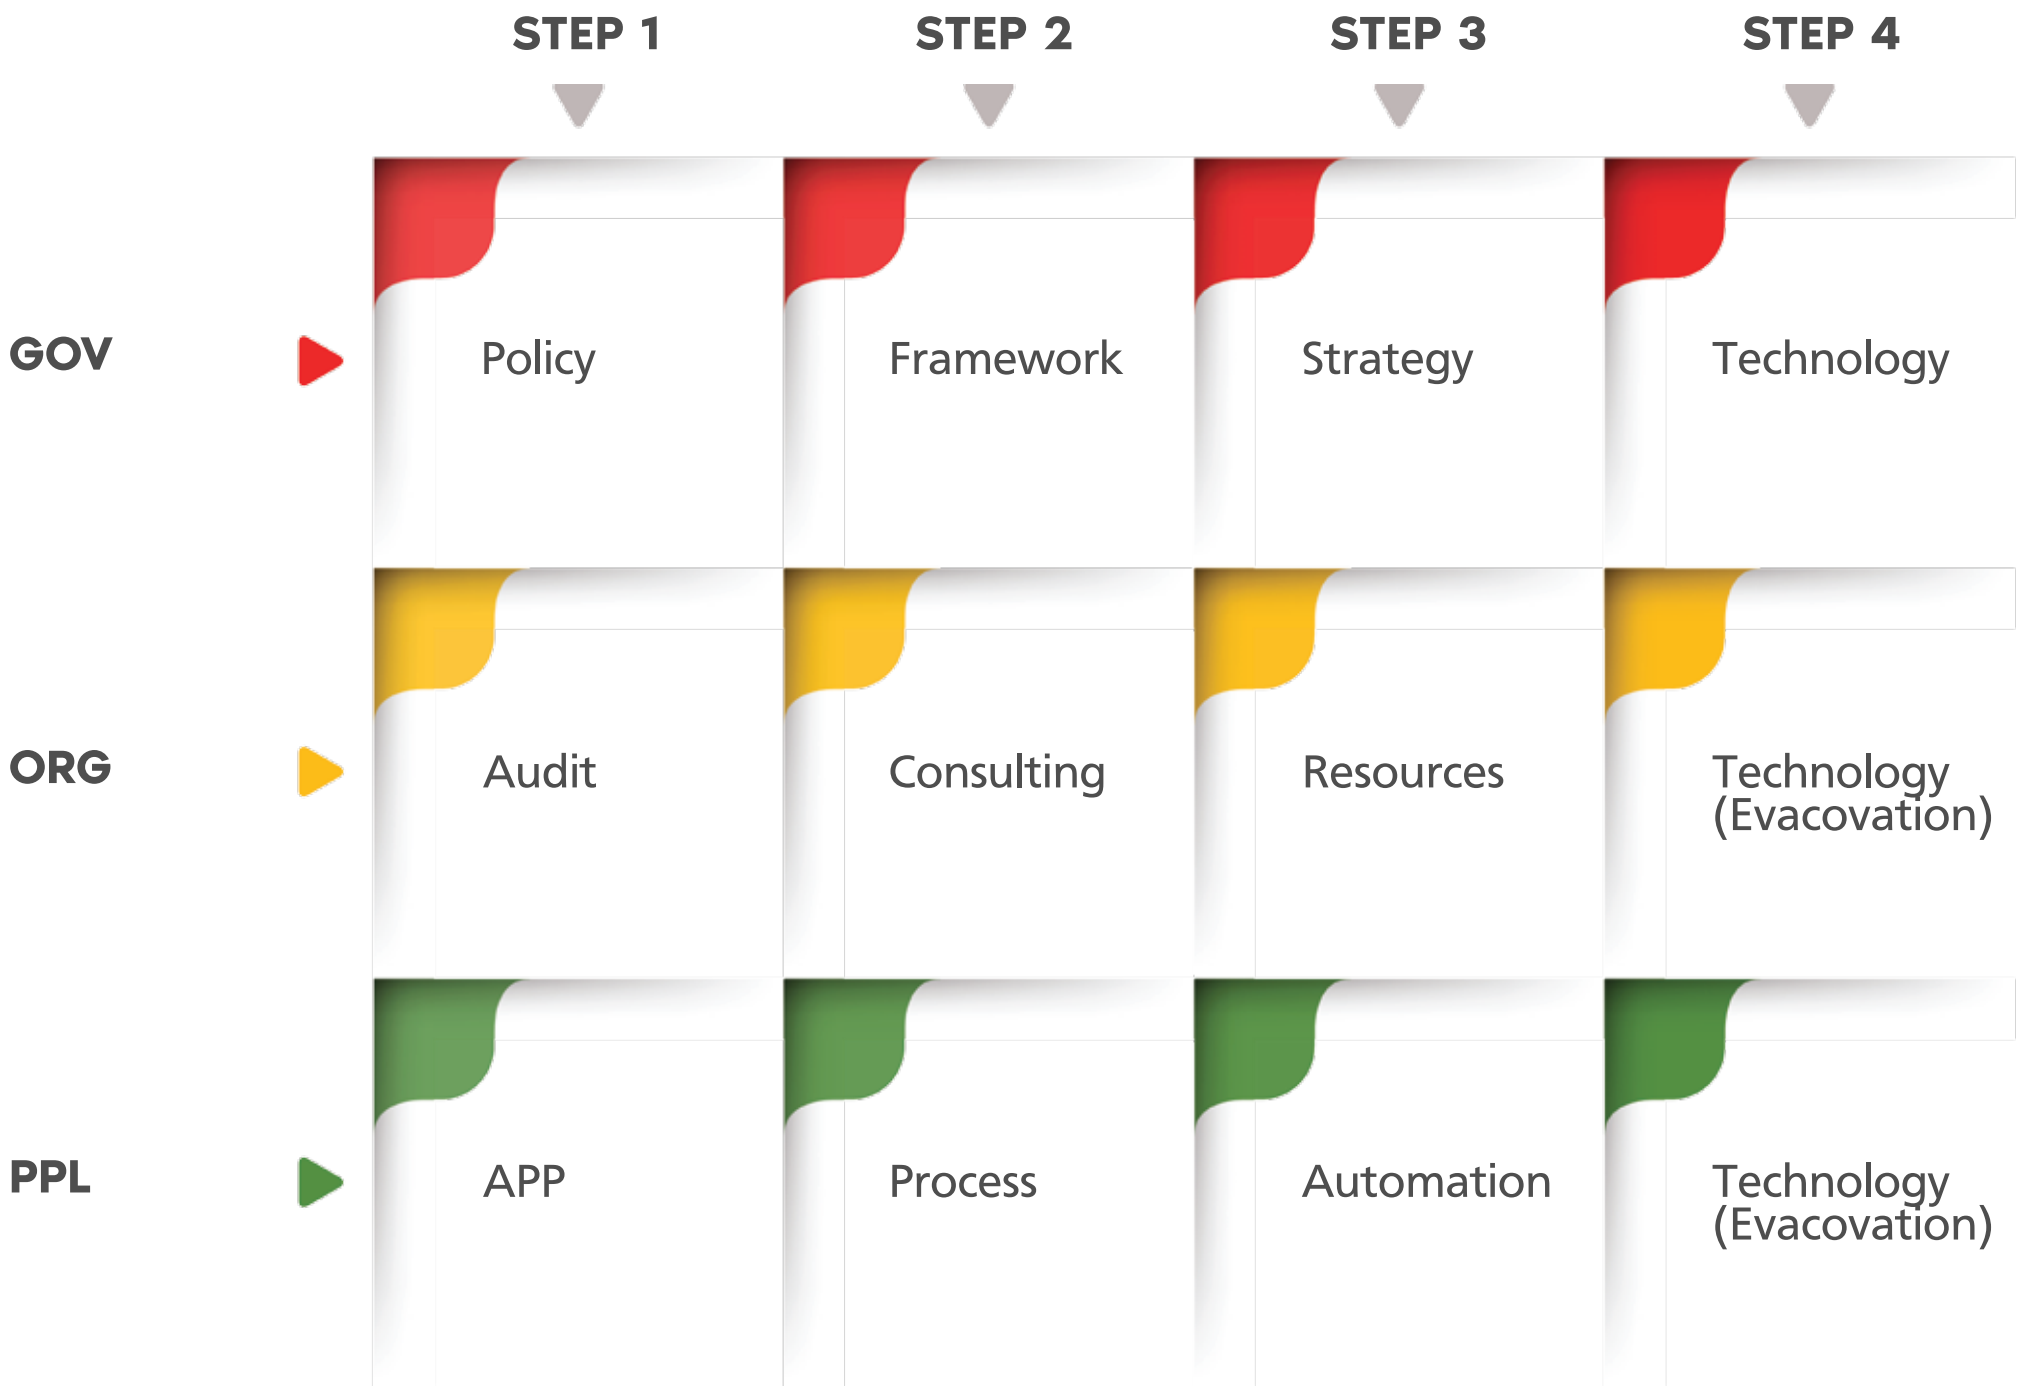 STEP 1 STEP 2 STEP 3 STEP 4
GOV Policy Framework Strategy Technology
ORG Audit Consulting Resources Technology
(Evacovation)
PPL APP Process Automation Technology
(Evacovation)